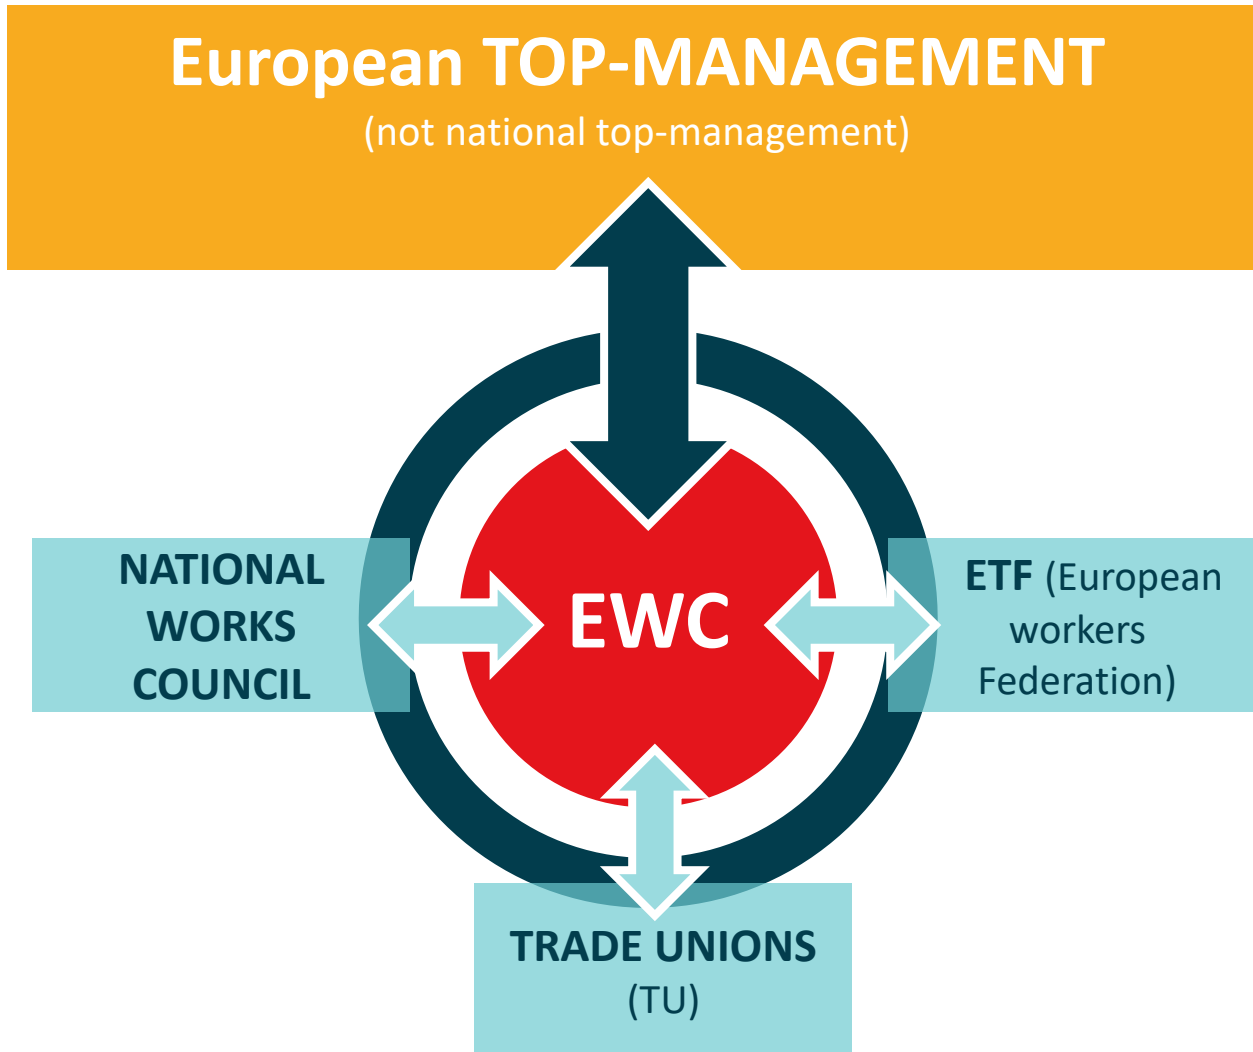 European TOP-MANAGEMENT
(not national top-management)
NATIONAL
WORKS
COUNCIL
EWC
ETF (European
workers
Federation)
TRADE UNIONS
(TU)